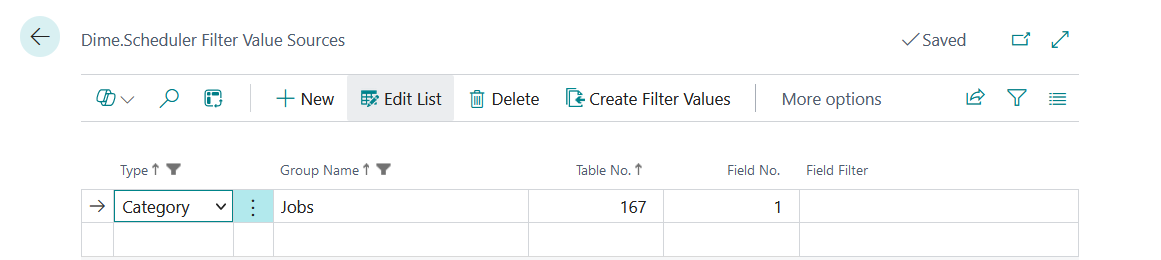 Dime.Scheduler Filter Value Sources
Saved
New
Edit List
Delete
Create Filter Values
More options
Type Group Name Table No. Field No. Field Filter
Category Jobs 167 1